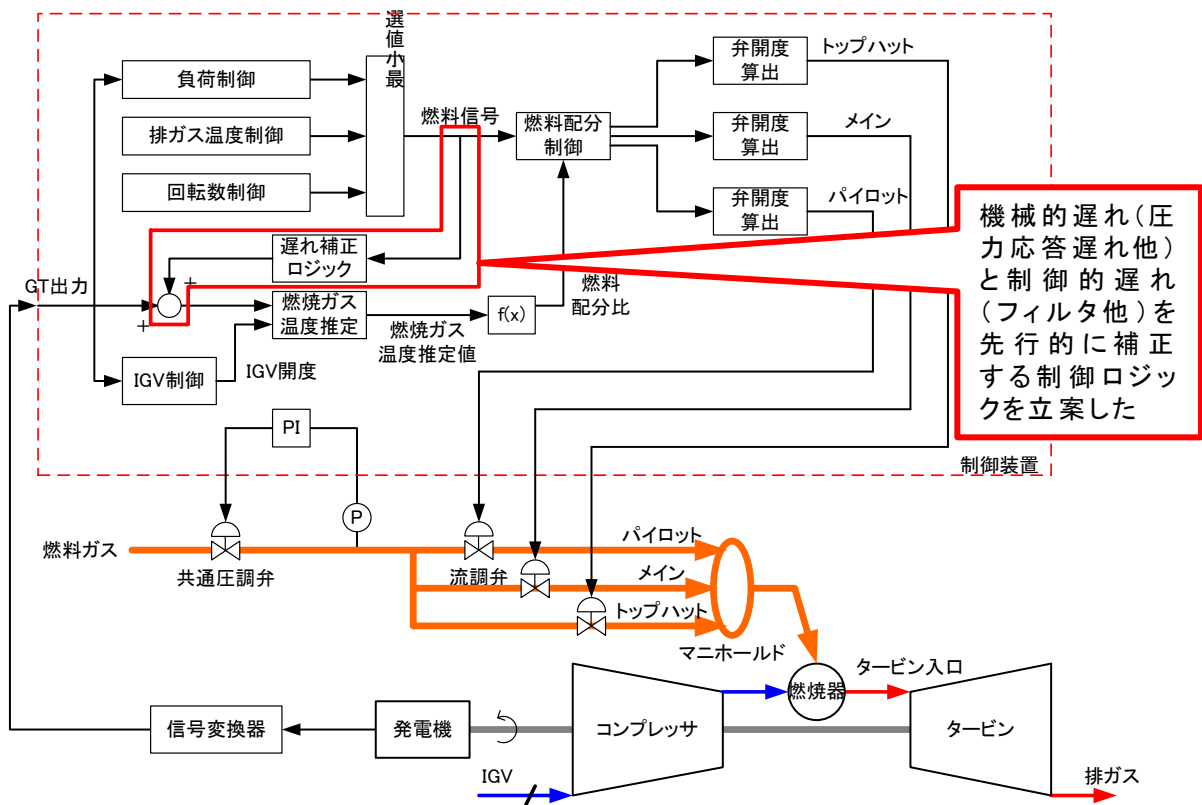 選値小最
負荷制御
排ガス温度制御
回転数制御
燃料信号
燃料配分
制御
弁開度
算出
トップハット
弁開度
算出
メイン
弁開度
算出
パイロット
機械的遅れ(圧
力応答遅れ他)
と制御的遅れ
(フィルタ他)を
先行的に補正
する制御ロジッ
クを立案した
遅れ補正
ロジック
GT出力
+
+
燃焼ガス
温度推定
燃焼ガス
温度推定値
f(x)
燃料
配分比
IGV制御
IGV開度
PI
制御装置
P
燃料ガス
共通圧調弁
流調弁
パイロット
メイン
トップハット
マニホールド
燃焼器
タービン入口
信号変換器
発電機
コンプレッサ
タービン
IGV
排ガス